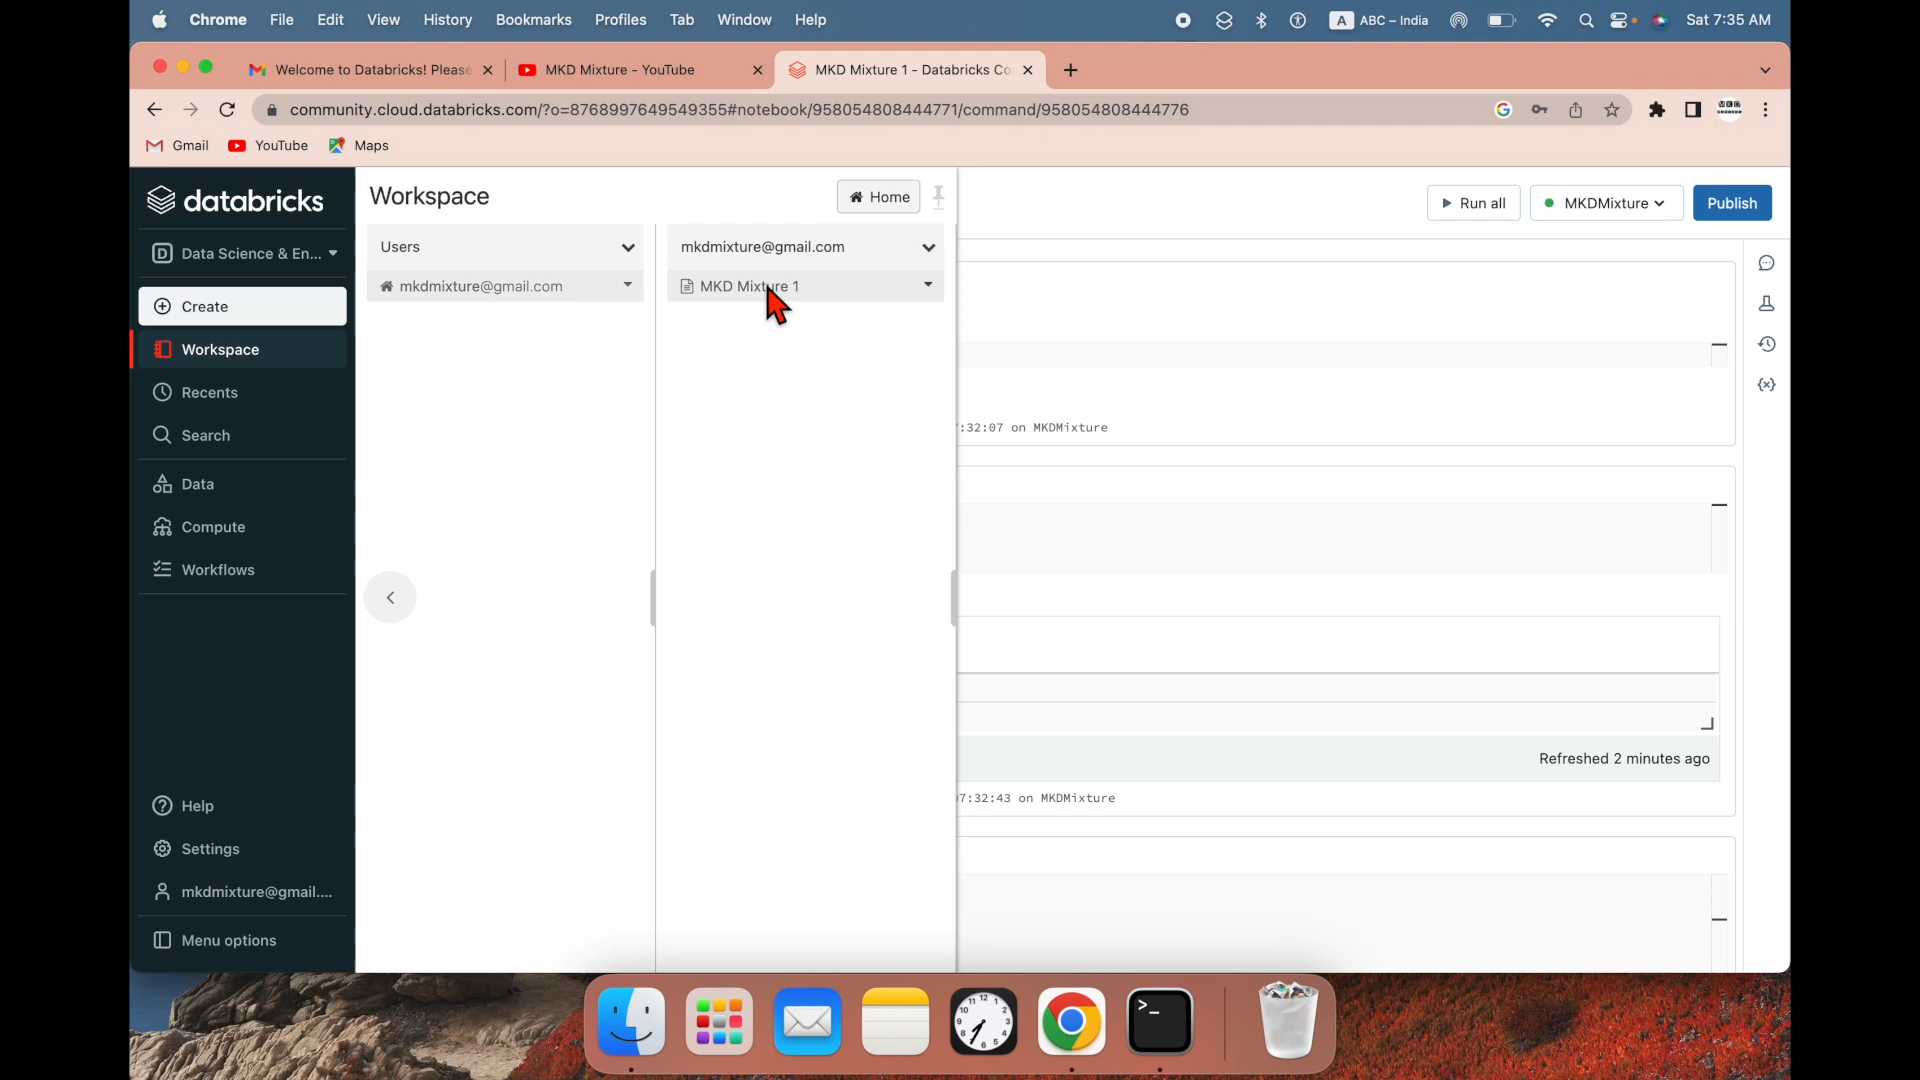 Chrome File Edit View History Bookmarks Profiles Tab Window Help A ABC – India Sat 7:35 AM
Welcome to Databricks! Please MKD Mixture - YouTube MKD Mixture 1 - Databricks Co
community.cloud.databricks.com/?o=8768997649549355#notebook/958054808444771/command/958054808444776
Gmail YouTube Maps
databricks
Data Science & En...
Create
Workspace
Recents
Search
Data
Compute
Workflows
Help
Settings
mkdmixture@gmail....
Menu options
Workspace Home
Users
mkdmixture@gmail.com
mkdmixture@gmail.com
MKD Mixture 1
Run all MKDMixture Publish
:32:07 on MKDMixture
Refreshed 2 minutes ago
07:32:43 on MKDMixture